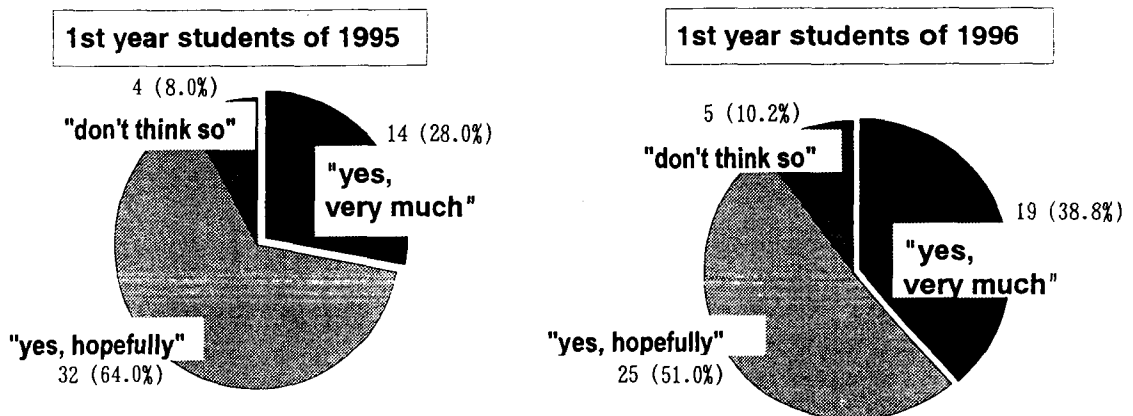 1st year students of 1995
4 (8.0%)
"don't think so"
14 (28.0%)
"yes,
very much"
"yes, hopefully"
32 (64.0%)
1st year students of 1996
5 (10.2%)
"don't think so"
19 (38.8%)
"yes,
very much"
"yes, hopefully"
25 (51.0%)